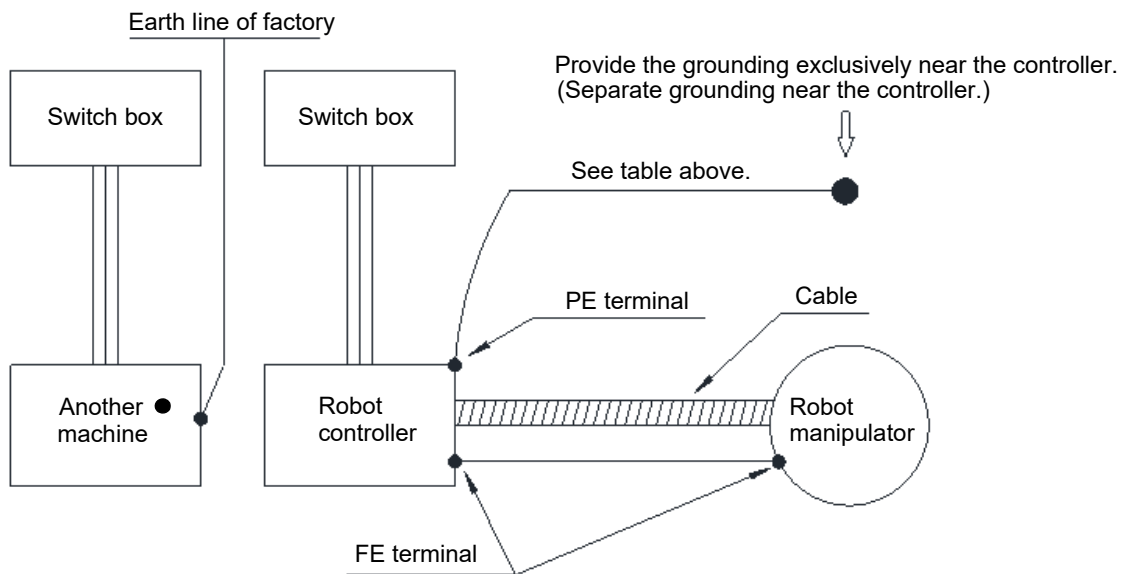 Earth line of factory
Provide the grounding exclusively near the controller.
(Separate grounding near the controller.)
Switch box
Switch box
See table above.
PE terminal
Cable
Another
machine
Robot
controller
Robot
manipulator
FE terminal